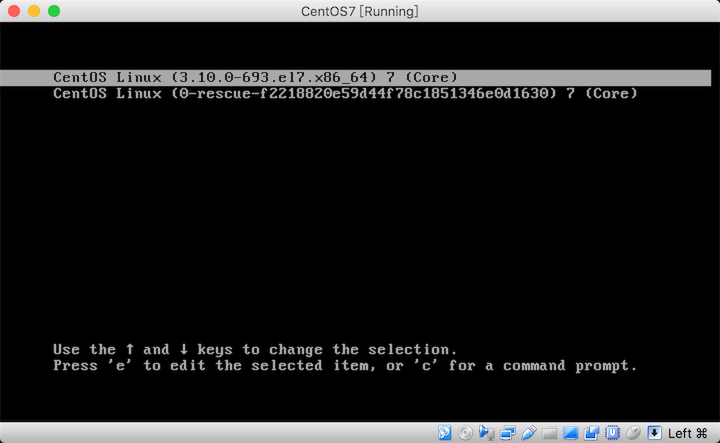 CentOS7 [Running]
CentOS Linux (3.10.0-693.el7.x86_64) 7 (Core)
CentOS Linux (0-rescue-f2218820e59d44f78c1851346e0d1630) 7 (Core)
Use the ↑ and ↓ keys to change the selection.
Press 'e' to edit the selected item, or 'c' for a command prompt.
Left ⌘